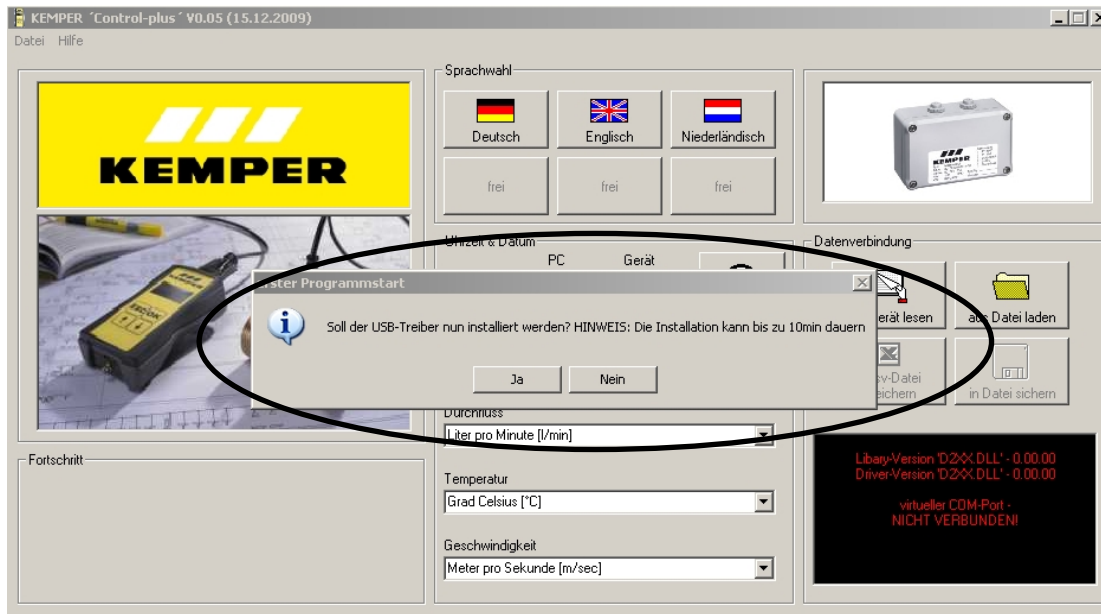 KEMPER ´Control-plus´ V0.05 (15.12.2009)
Datei Hilfe
KEMPER
Sprachwahl
Deutsch
Englisch
Niederländisch
frei
frei
frei
KEMPER
Uhrzeit & Datum
PC Gerät
Datenverbindung
erät lesen
aus Datei laden
sv-Datei
eichern
in Datei sichern
KEMPER
ESC/OK
rster Programmstart
Soll der USB-Treiber nun installiert werden? HINWEIS: Die Installation kann bis zu 10min dauern
Ja
Nein
Durchfluss
Liter pro Minute [l/min]
Temperatur
Grad Celsius [°C]
Geschwindigkeit
Meter pro Sekunde [m/sec]
Fortschritt
Libary-Version 'D2XX.DLL' - 0.00.00
Driver-Version 'D2XX.DLL' - 0.00.00
virtueller COM-Port -
NICHT VERBUNDEN!